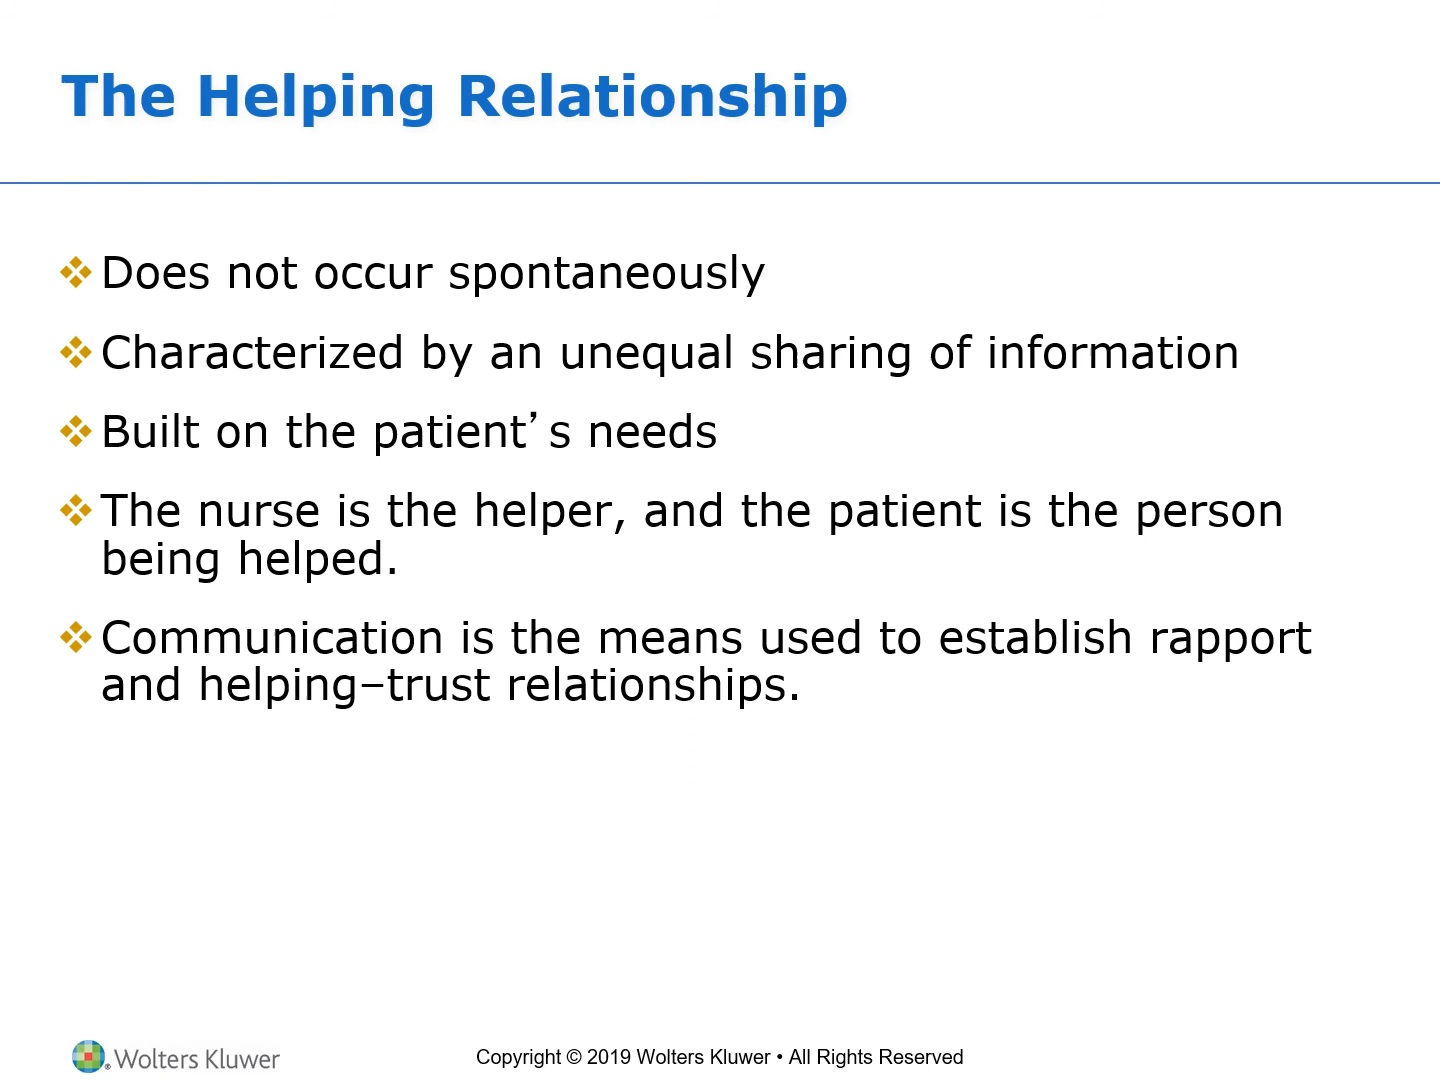 The Helping Relationship
❖ Does not occur spontaneously
❖ Characterized by an unequal sharing of information
❖ Built on the patient’s needs
❖ The nurse is the helper, and the patient is the person
being helped.
❖ Communication is the means used to establish rapport
and helping–trust relationships.
® Wolters Kluwer
Copyright © 2019 Wolters Kluwer • All Rights Reserved